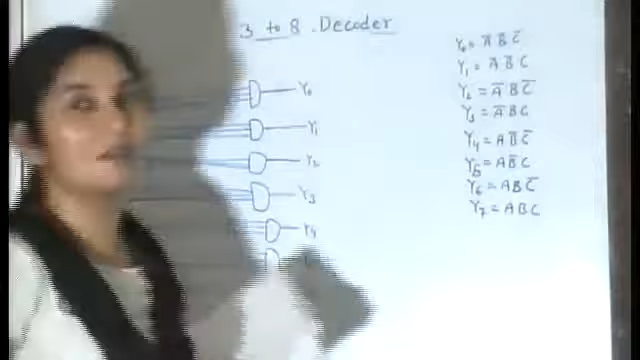 3 to 8 .Decoder
Y₀
Y₁
Y₂
Y₃
Y₄
Y₀ = A̅ B̅ C̅
Y₁ = A̅ B̅ C
Y₂ = A̅ B C̅
Y₃ = A̅ B C
Y₄ = A B̅ C̅
Y₅ = A B̅ C
Y₆ = A B C̅
Y₇ = A B C